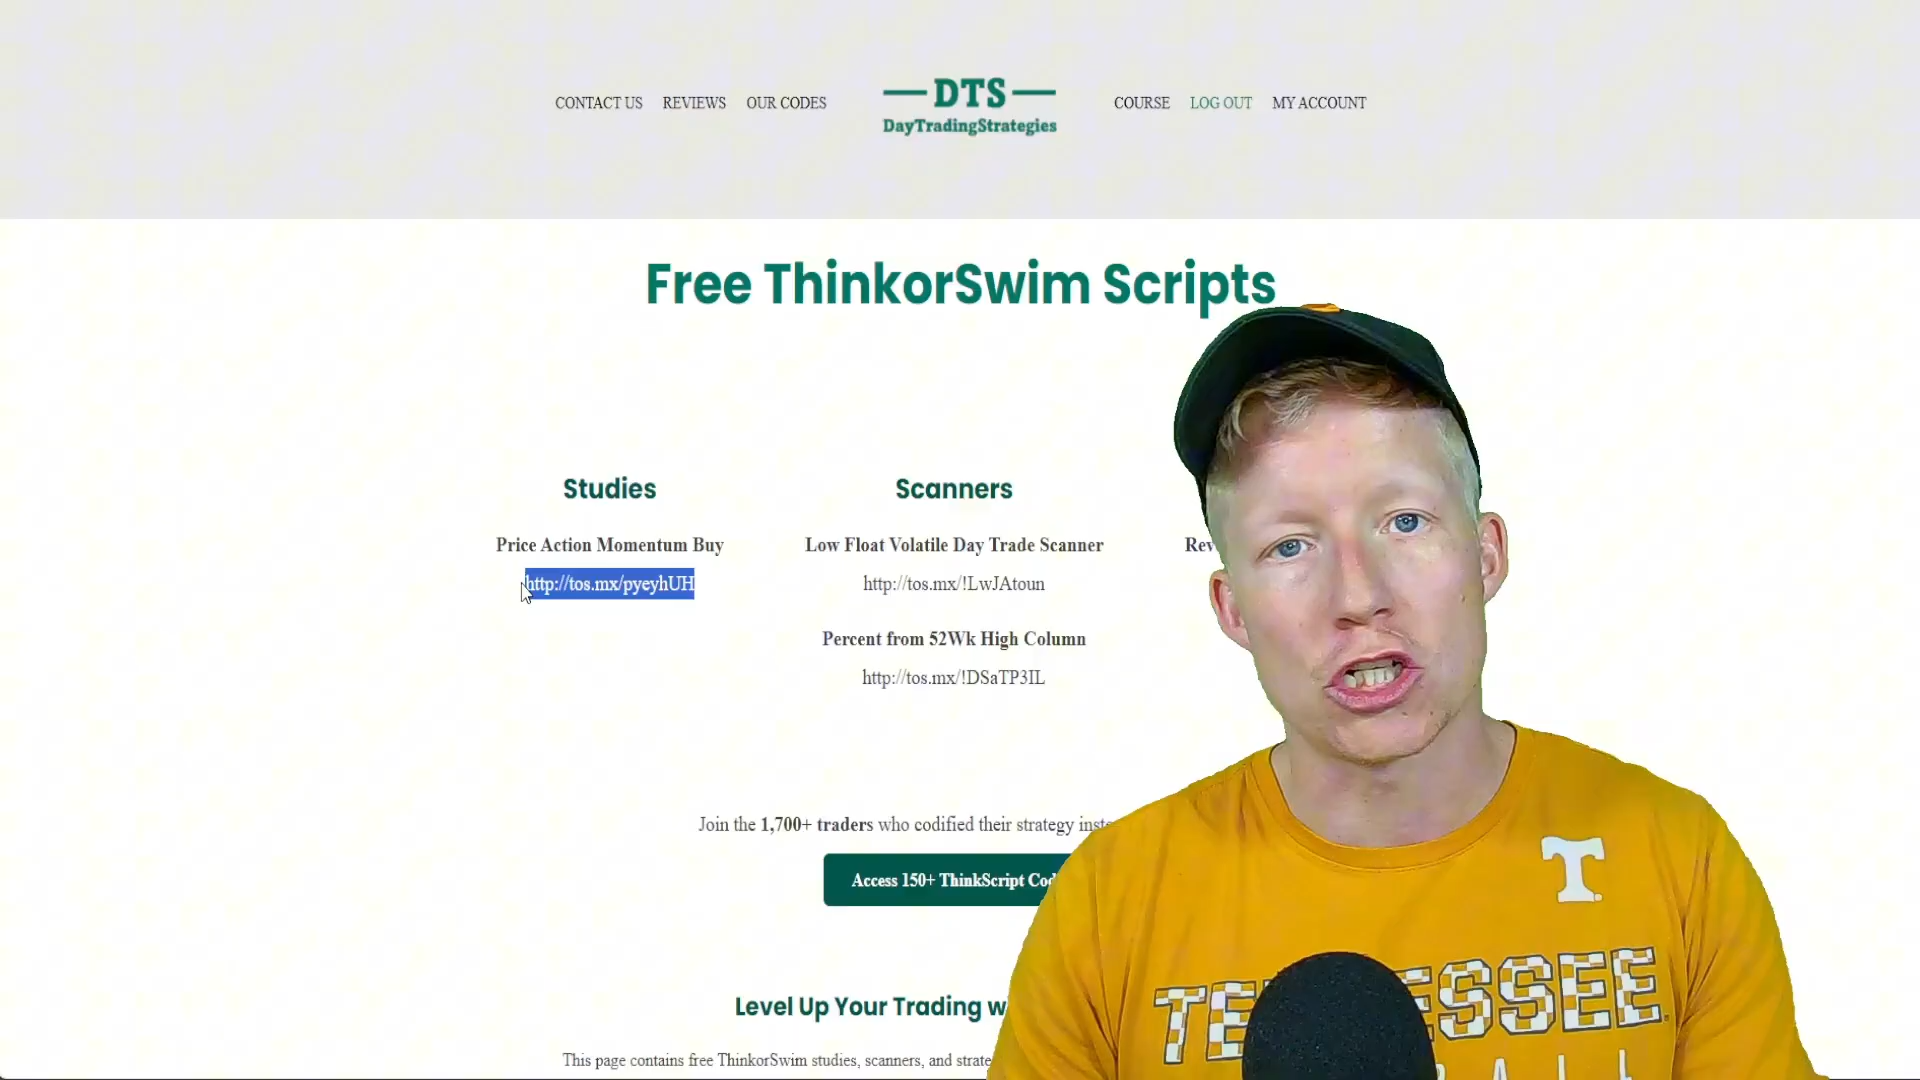 CONTACT US REVIEWS OUR CODES
DTS
DayTradingStrategies
COURSE LOG OUT MY ACCOUNT
Free ThinkorSwim Scripts
Studies
Price Action Momentum Buy
http://tos.mx/pyeyhUH
Scanners
Low Float Volatile Day Trade Scanner
http://tos.mx/!LwJAtoun
Percent from 52Wk High Column
http://tos.mx/!DSaTP3IL
Join the 1,700+ traders who codified their strategy
Access 150+ ThinkScript
Level Up Your Trading
This page contains free ThinkorSwim studies, scanners, and
T